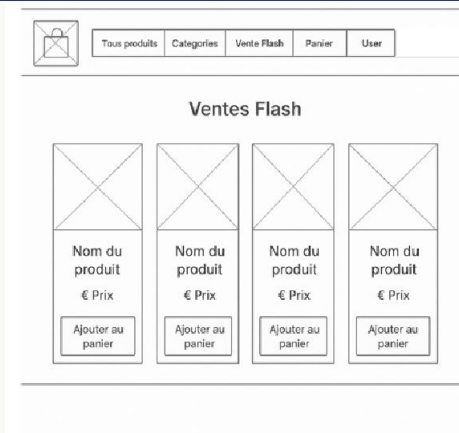 Tous produits Categories Vente Flash Panier User
Ventes Flash
Nom du produit
€ Prix
Ajouter au panier
Nom du produit
€ Prix
Ajouter au panier
Nom du produit
€ Prix
Ajouter au panier
Nom du produit
€ Prix
Ajouter au panier